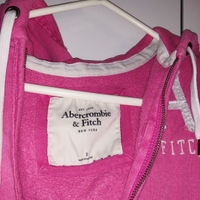 Abercrombie
& Fitch
NEW YORK
A
FITC